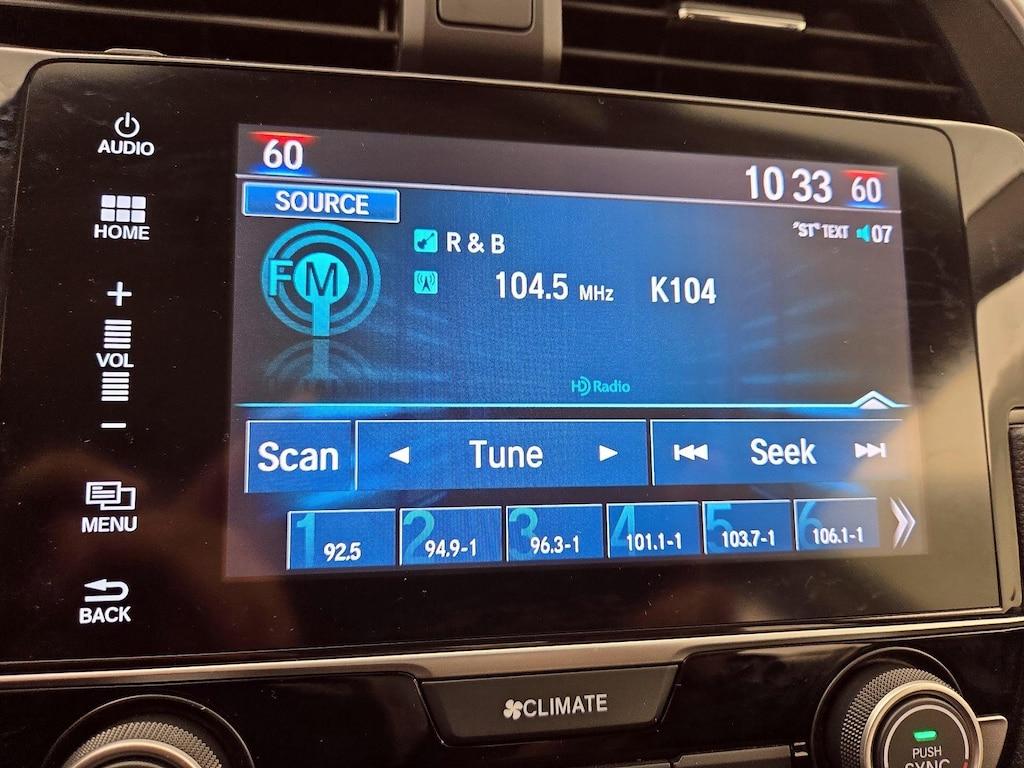 AUDIO
60
10 33 60
SOURCE
"ST" TEXT 07
HOME
FM
R & B
104.5 MHz K104
+
VOL
-
HD Radio
Scan Tune Seek
MENU
1 92.5
2 94.9-1
3 96.3-1
4 101.1-1
5 103.7-1
6 106.1-1
BACK
CLIMATE
PUSH
SYNC